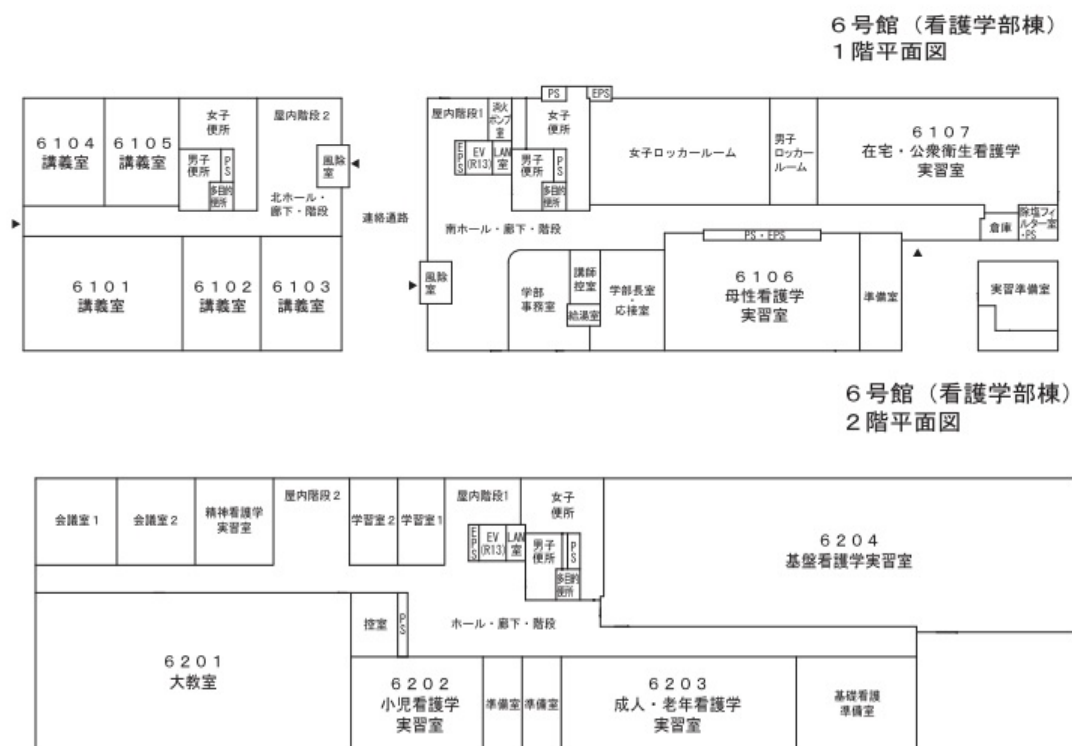 6号館（看護学部棟）
1階平面図
6104
講義室
6105
講義室
女子
便所
男子
便所
PS
多目的
便所
屋内階段2
風除
室
北ホール・
廊下・階段
6101
講義室
6102
講義室
6103
講義室
連絡通路
屋内階段1
消火
ポンプ
室
EPS
EV
(R13)
LAN
室
PS
EPS
女子
便所
男子
便所
PS
多目的
便所
女子ロッカールーム
男子
ロッカー
ルーム
6107
在宅・公衆衛生看護学
実習室
南ホール・廊下・階段
PS・EPS
倉庫
除塩フィ
ルター室
・PS
風除
室
学部
事務室
講師
控室
給湯室
学部長室
・
応接室
6106
母性看護学
実習室
準備室
実習準備室
6号館（看護学部棟）
2階平面図
会議室1
会議室2
精神看護学
実習室
屋内階段2
学習室2
学習室1
屋内階段1
EPS
EV
(R13)
LAN
室
女子
便所
男子
便所
PS
多目的
便所
6204
基盤看護学実習室
6201
大教室
控室
PS
ホール・廊下・階段
6202
小児看護学
実習室
準備室
準備室
6203
成人・老年看護学
実習室
基礎看護
準備室